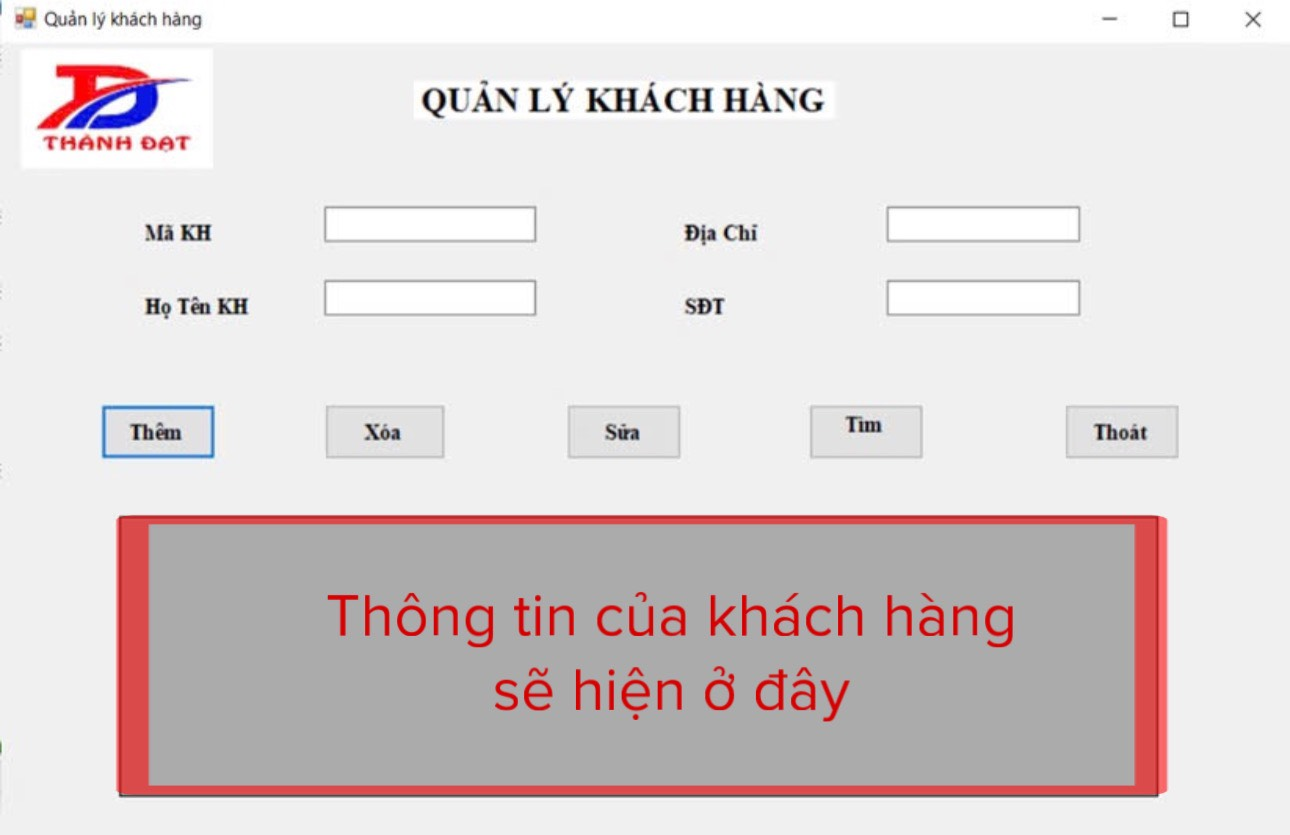 Quản lý khách hàng
THÀNH ĐẠT
QUẢN LÝ KHÁCH HÀNG
Mã KH
Địa Chỉ
Họ Tên KH
SĐT
Thêm
Xóa
Sửa
Tìm
Thoát
Thông tin của khách hàng
sẽ hiện ở đây